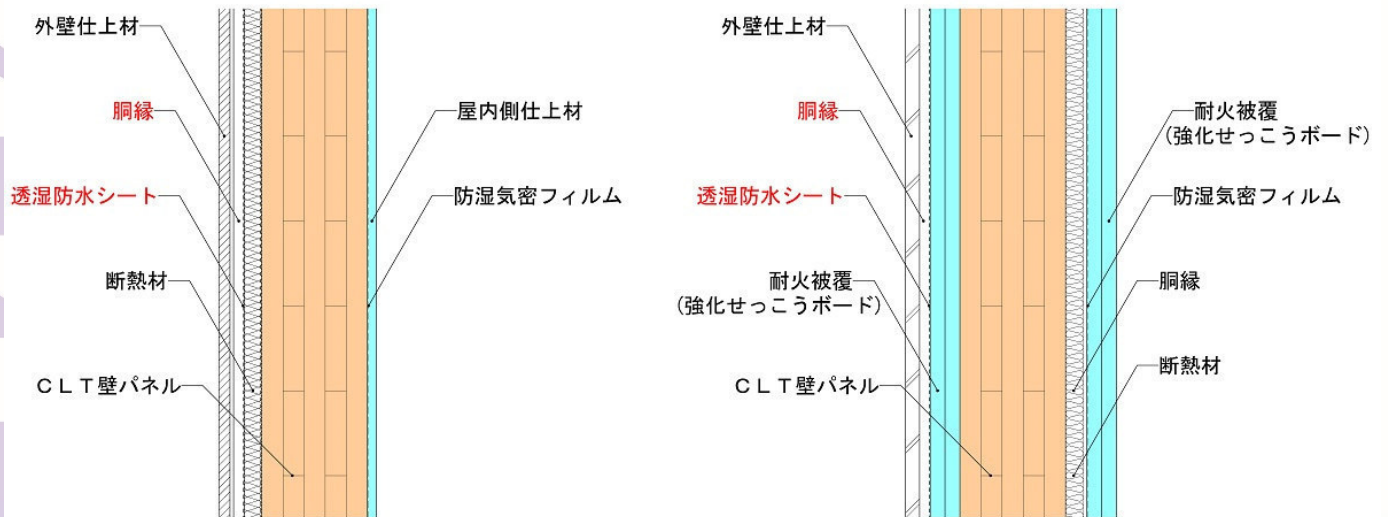 外壁仕上材
胴縁
透湿防水シート
断熱材
ＣＬＴ壁パネル
屋内側仕上材
防湿気密フィルム
外壁仕上材
胴縁
透湿防水シート
耐火被覆
(強化せっこうボード)
ＣＬＴ壁パネル
耐火被覆
(強化せっこうボード)
防湿気密フィルム
胴縁
断熱材